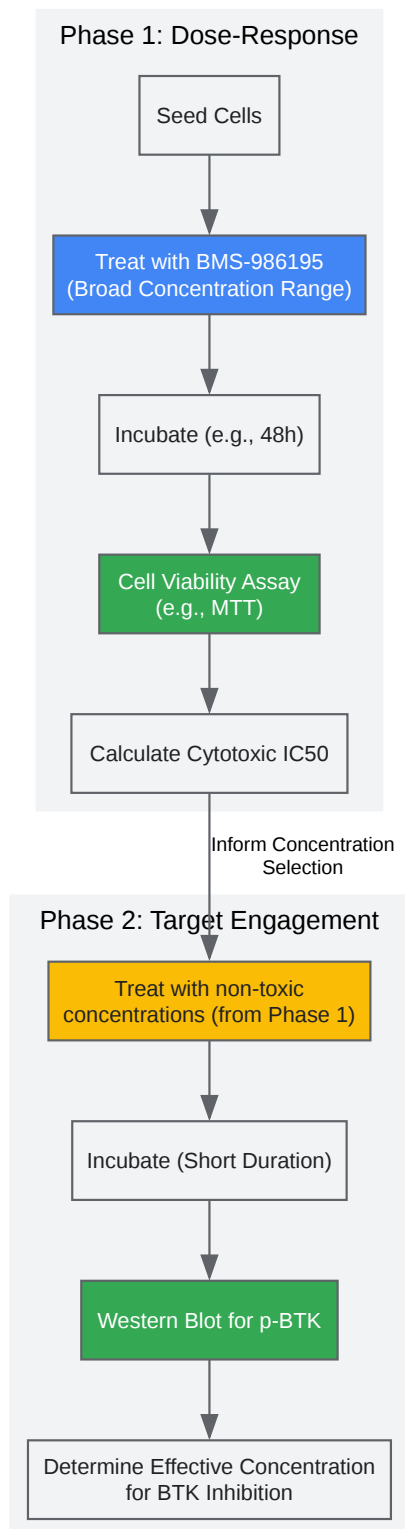 Phase 1: Dose-Response
Seed Cells
Treat with BMS-986195
(Broad Concentration Range)
Incubate (e.g., 48h)
Cell Viability Assay
(e.g., MTT)
Calculate Cytotoxic IC50
Inform Concentration
Selection
Phase 2: Target Engagement
Treat with non-toxic
concentrations (from Phase 1)
Incubate (Short Duration)
Western Blot for p-BTK
Determine Effective Concentration
for BTK Inhibition